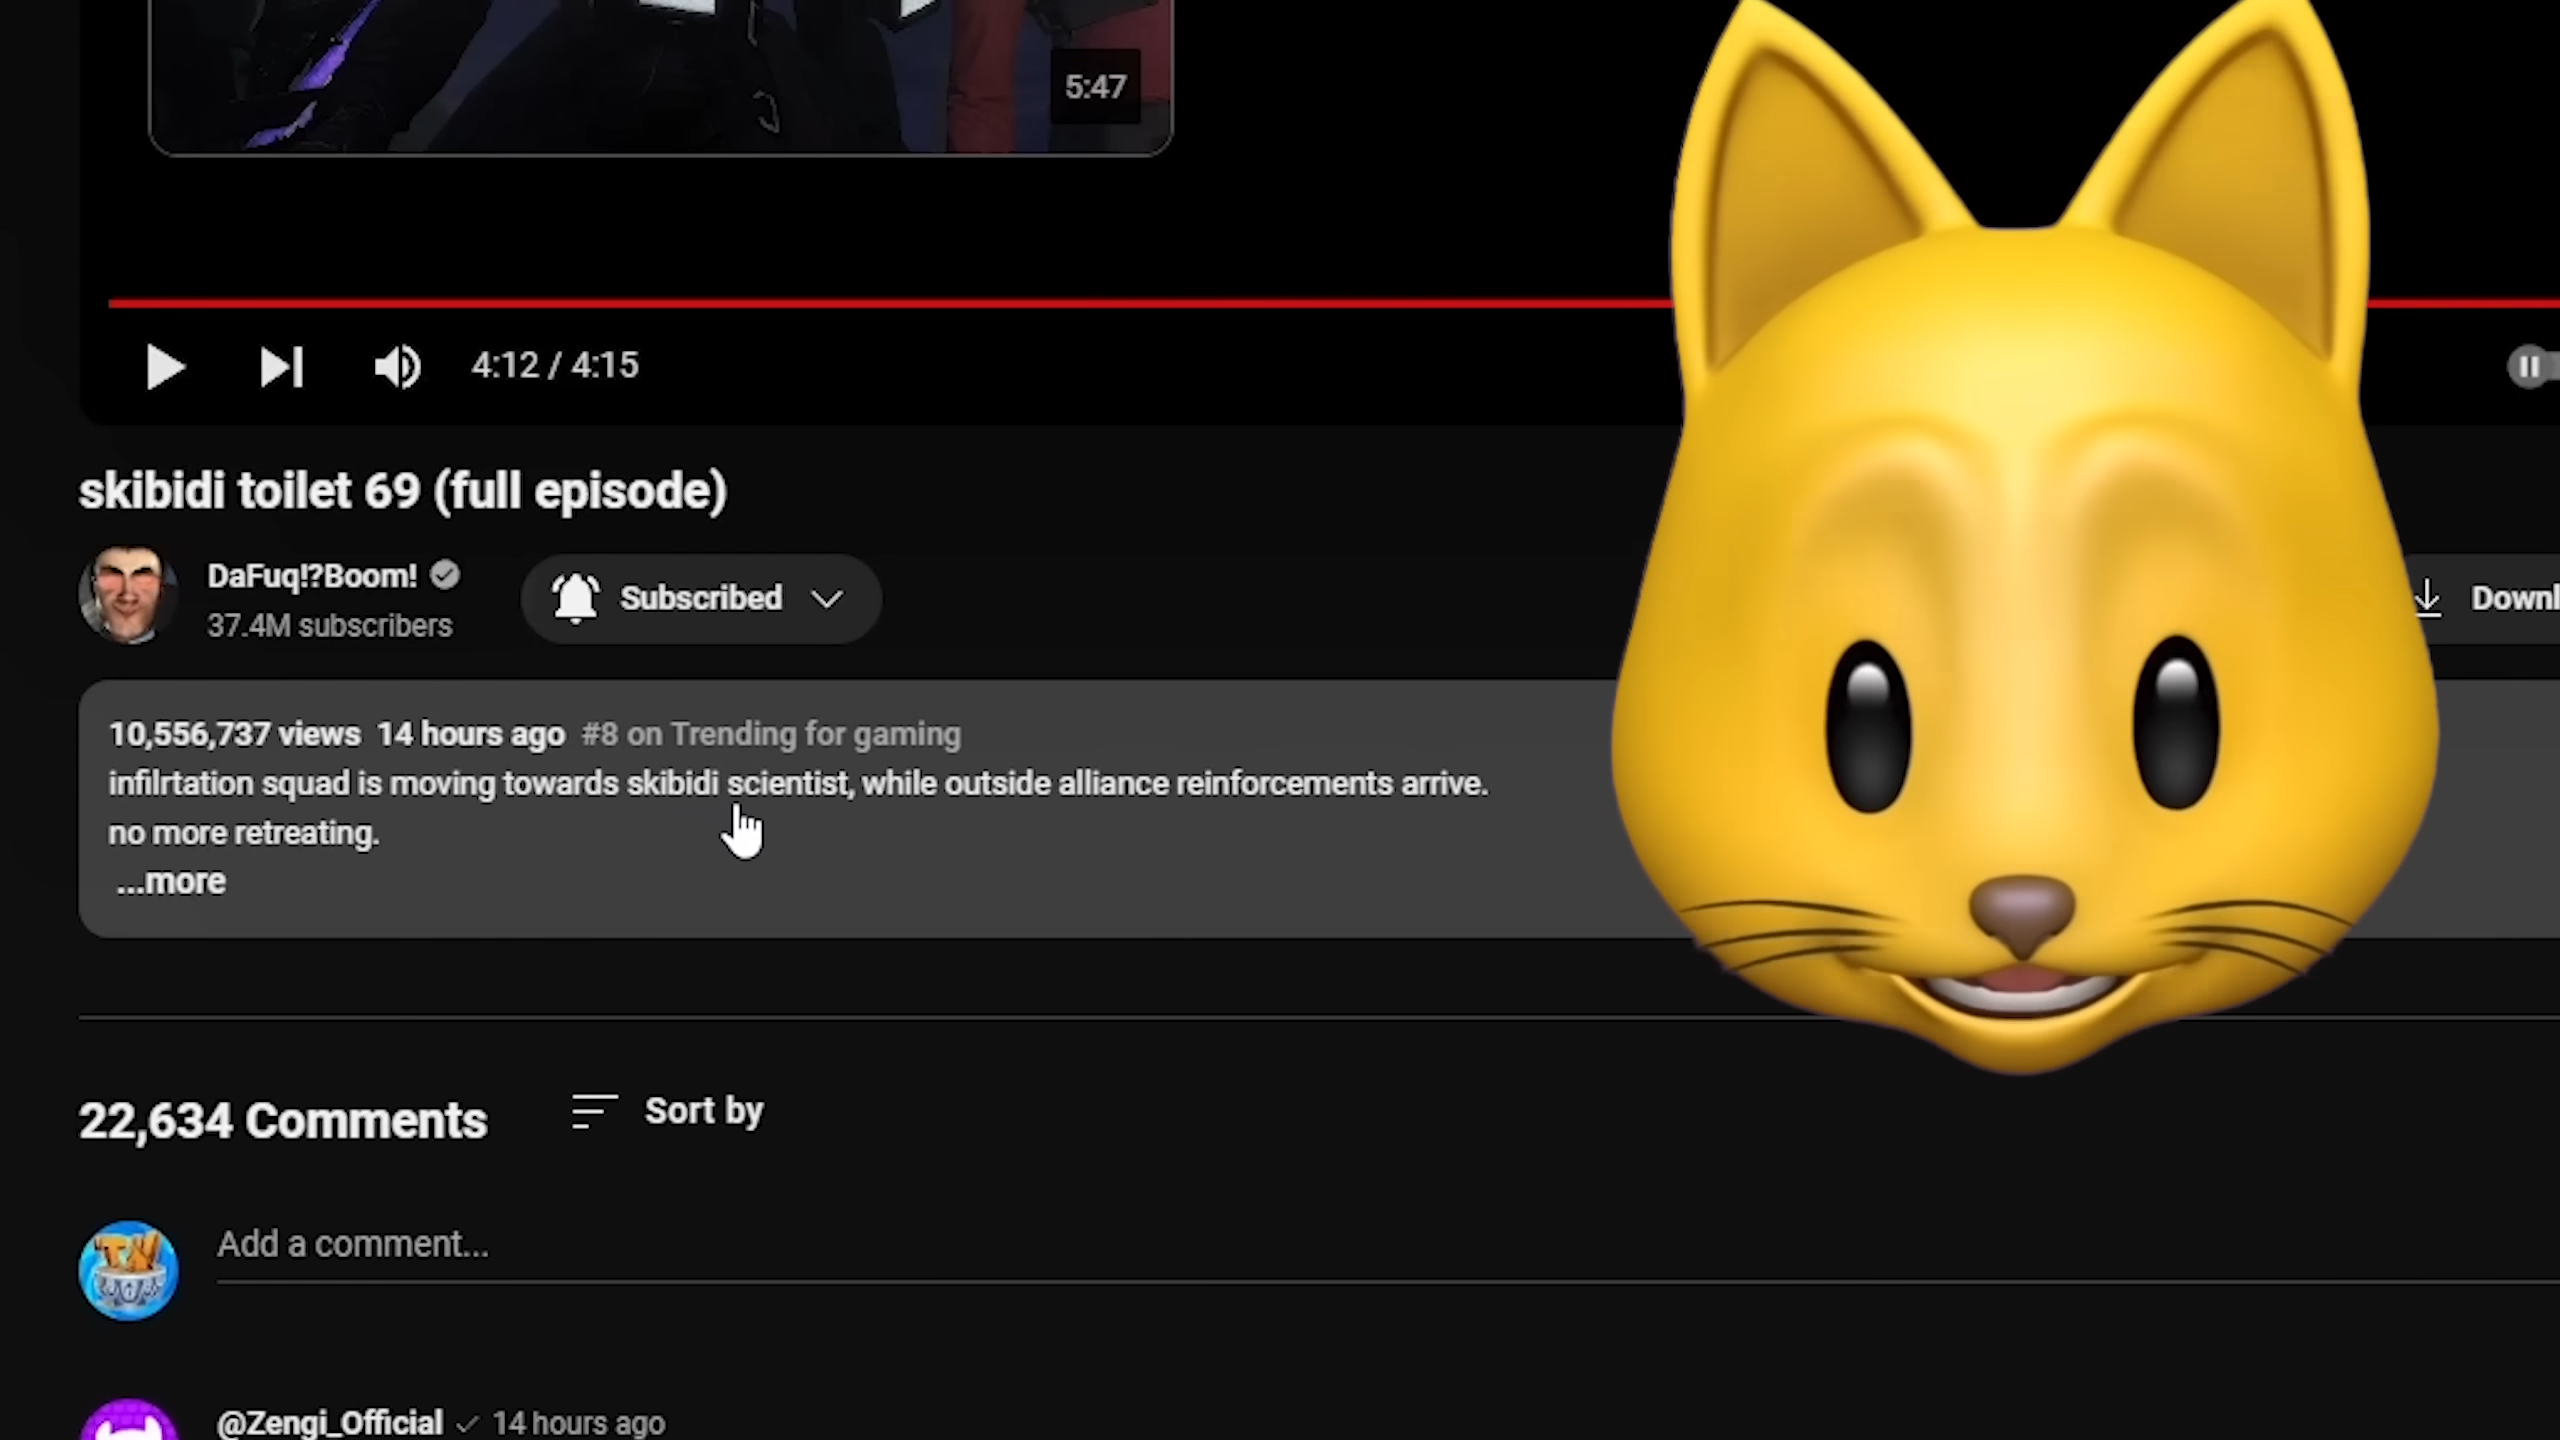 5:47
4:12 / 4:15
skibidi toilet 69 (full episode)
DaFuq!?Boom!
37.4M subscribers
Subscribed
Downl
10,556,737 views 14 hours ago #8 on Trending for gaming
infilrtation squad is moving towards skibidi scientist, while outside alliance reinforcements arrive.
no more retreating.
...more
22,634 Comments
Sort by
TV
Add a comment...
@Zengi_Official 14 hours ago